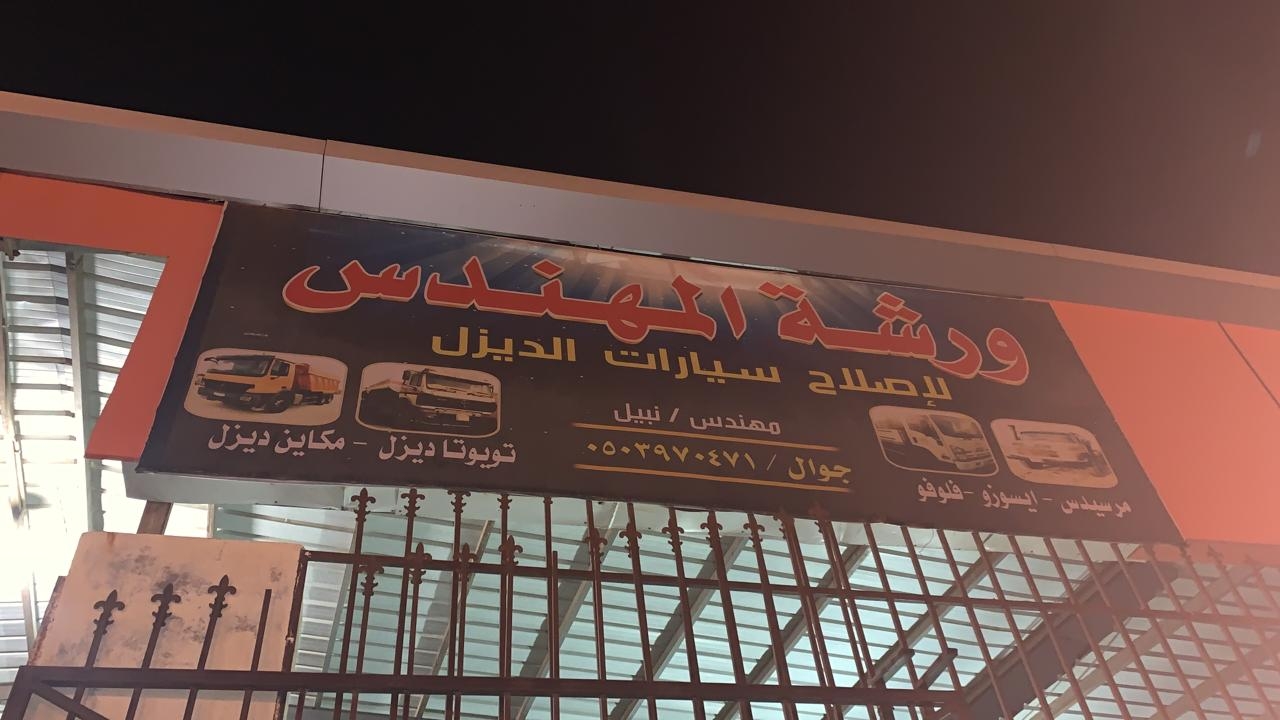 ورشة المهندس
لإصلاح سيارات الديزل
مهندس / نبيل
جوال / ٠٥٠٣٩٧٠٤٧١
مرسيدس - ايسوزو - فلوفو
تويوتا ديزل - مكاين ديزل